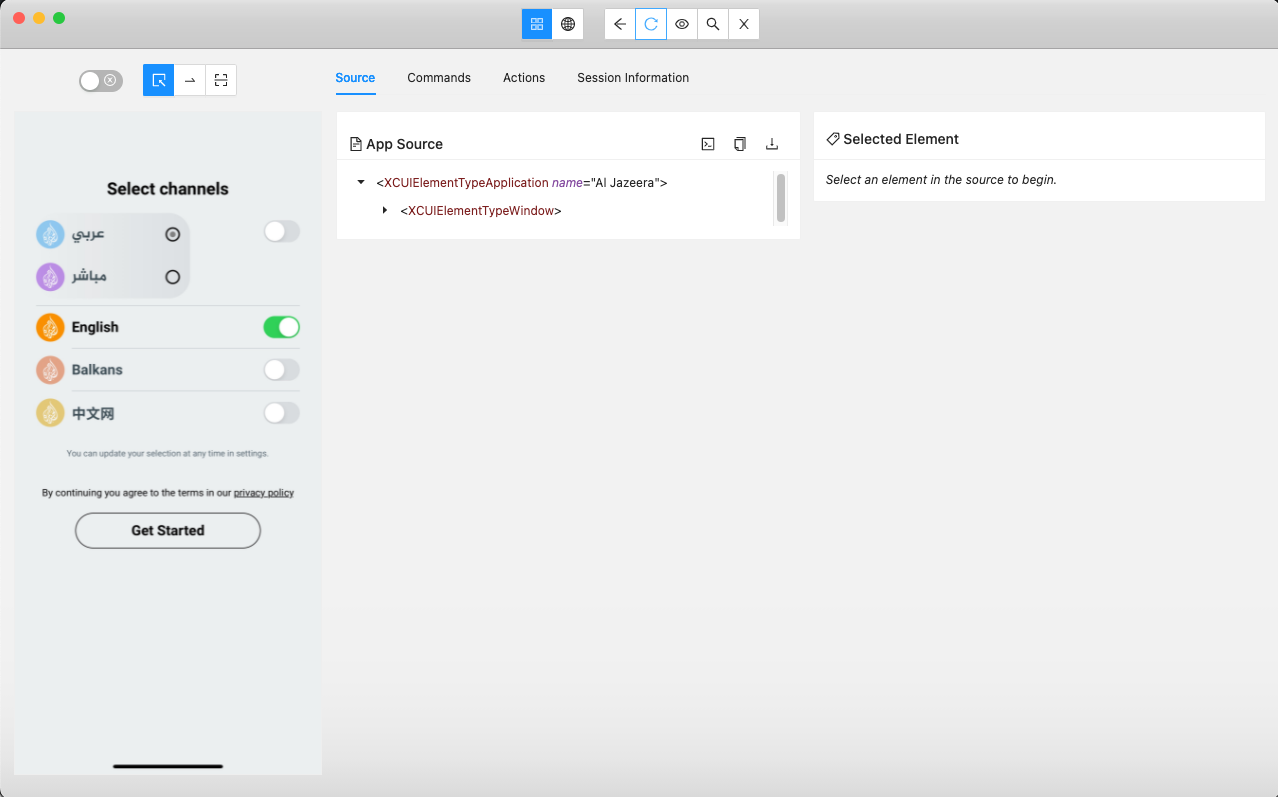 Source
Commands
Actions
Session Information
Select channels
عربي
مباشر
English
Balkans
中文网
You can update your selection at any time in settings.
By continuing you agree to the terms in our privacy policy
Get Started
App Source
<XCUIElementTypeApplication name="Al Jazeera">
<XCUIElementTypeWindow>
Selected Element
Select an element in the source to begin.